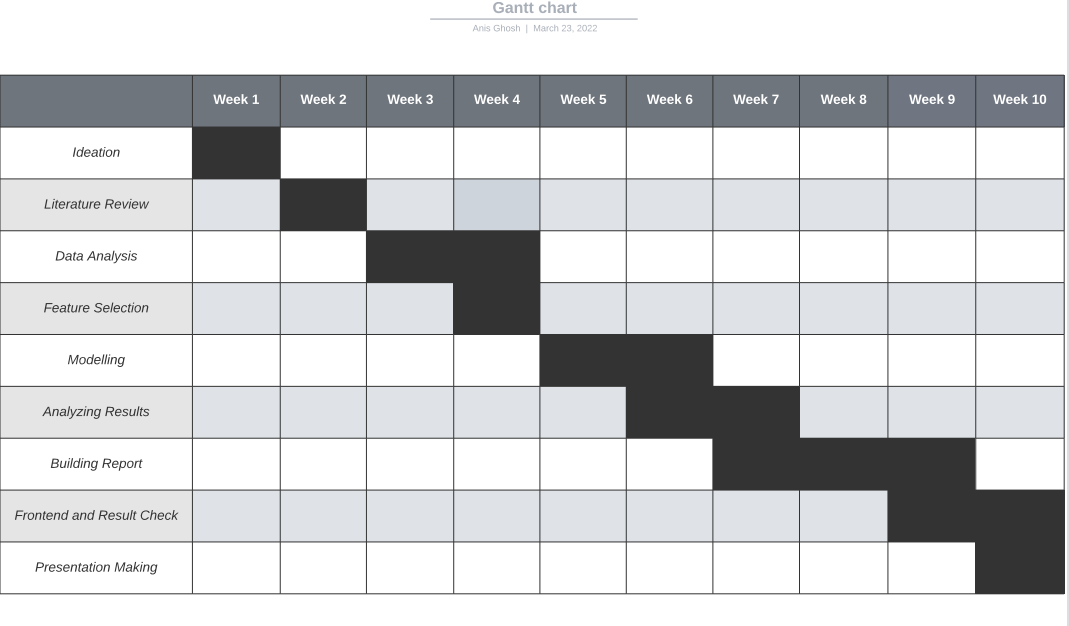 Gantt chart
Anis Ghosh | March 23, 2022
Week 1 Week 2 Week 3 Week 4 Week 5 Week 6 Week 7 Week 8 Week 9 Week 10
Ideation
Literature Review
Data Analysis
Feature Selection
Modelling
Analyzing Results
Building Report
Frontend and Result Check
Presentation Making